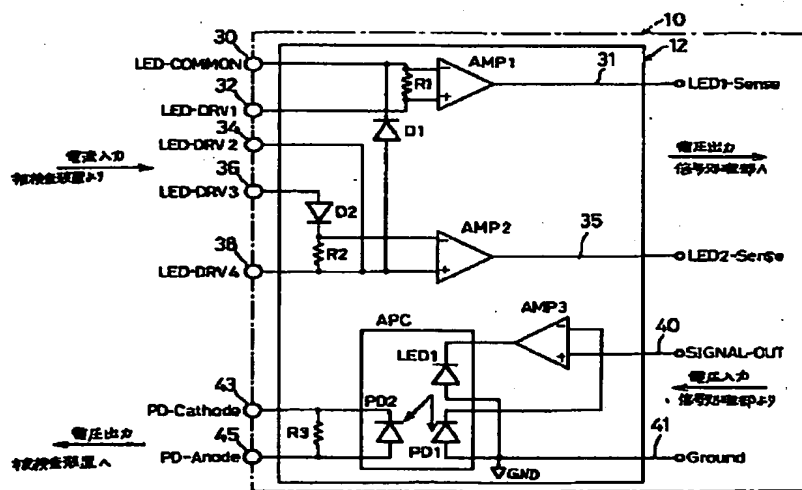 10
30
12
LED-COMMON
AMP1
31
R1
LED1-Sense
32
LED-DRV1
D1
34
LED-DRV2
電流入力
被検査装置より
電圧出力
信号処理部へ
36
LED-DRV3
D2
AMP2
35
R2
38
LED-DRV4
LED2-Sense
AMP3
APC
40
LED1
SIGNAL-OUT
電圧入力
信号処理部より
43
PD2
PD-Cathode
電圧出力
被検査装置へ
R3
45
PD-Anode
PD1
41
GND
Ground